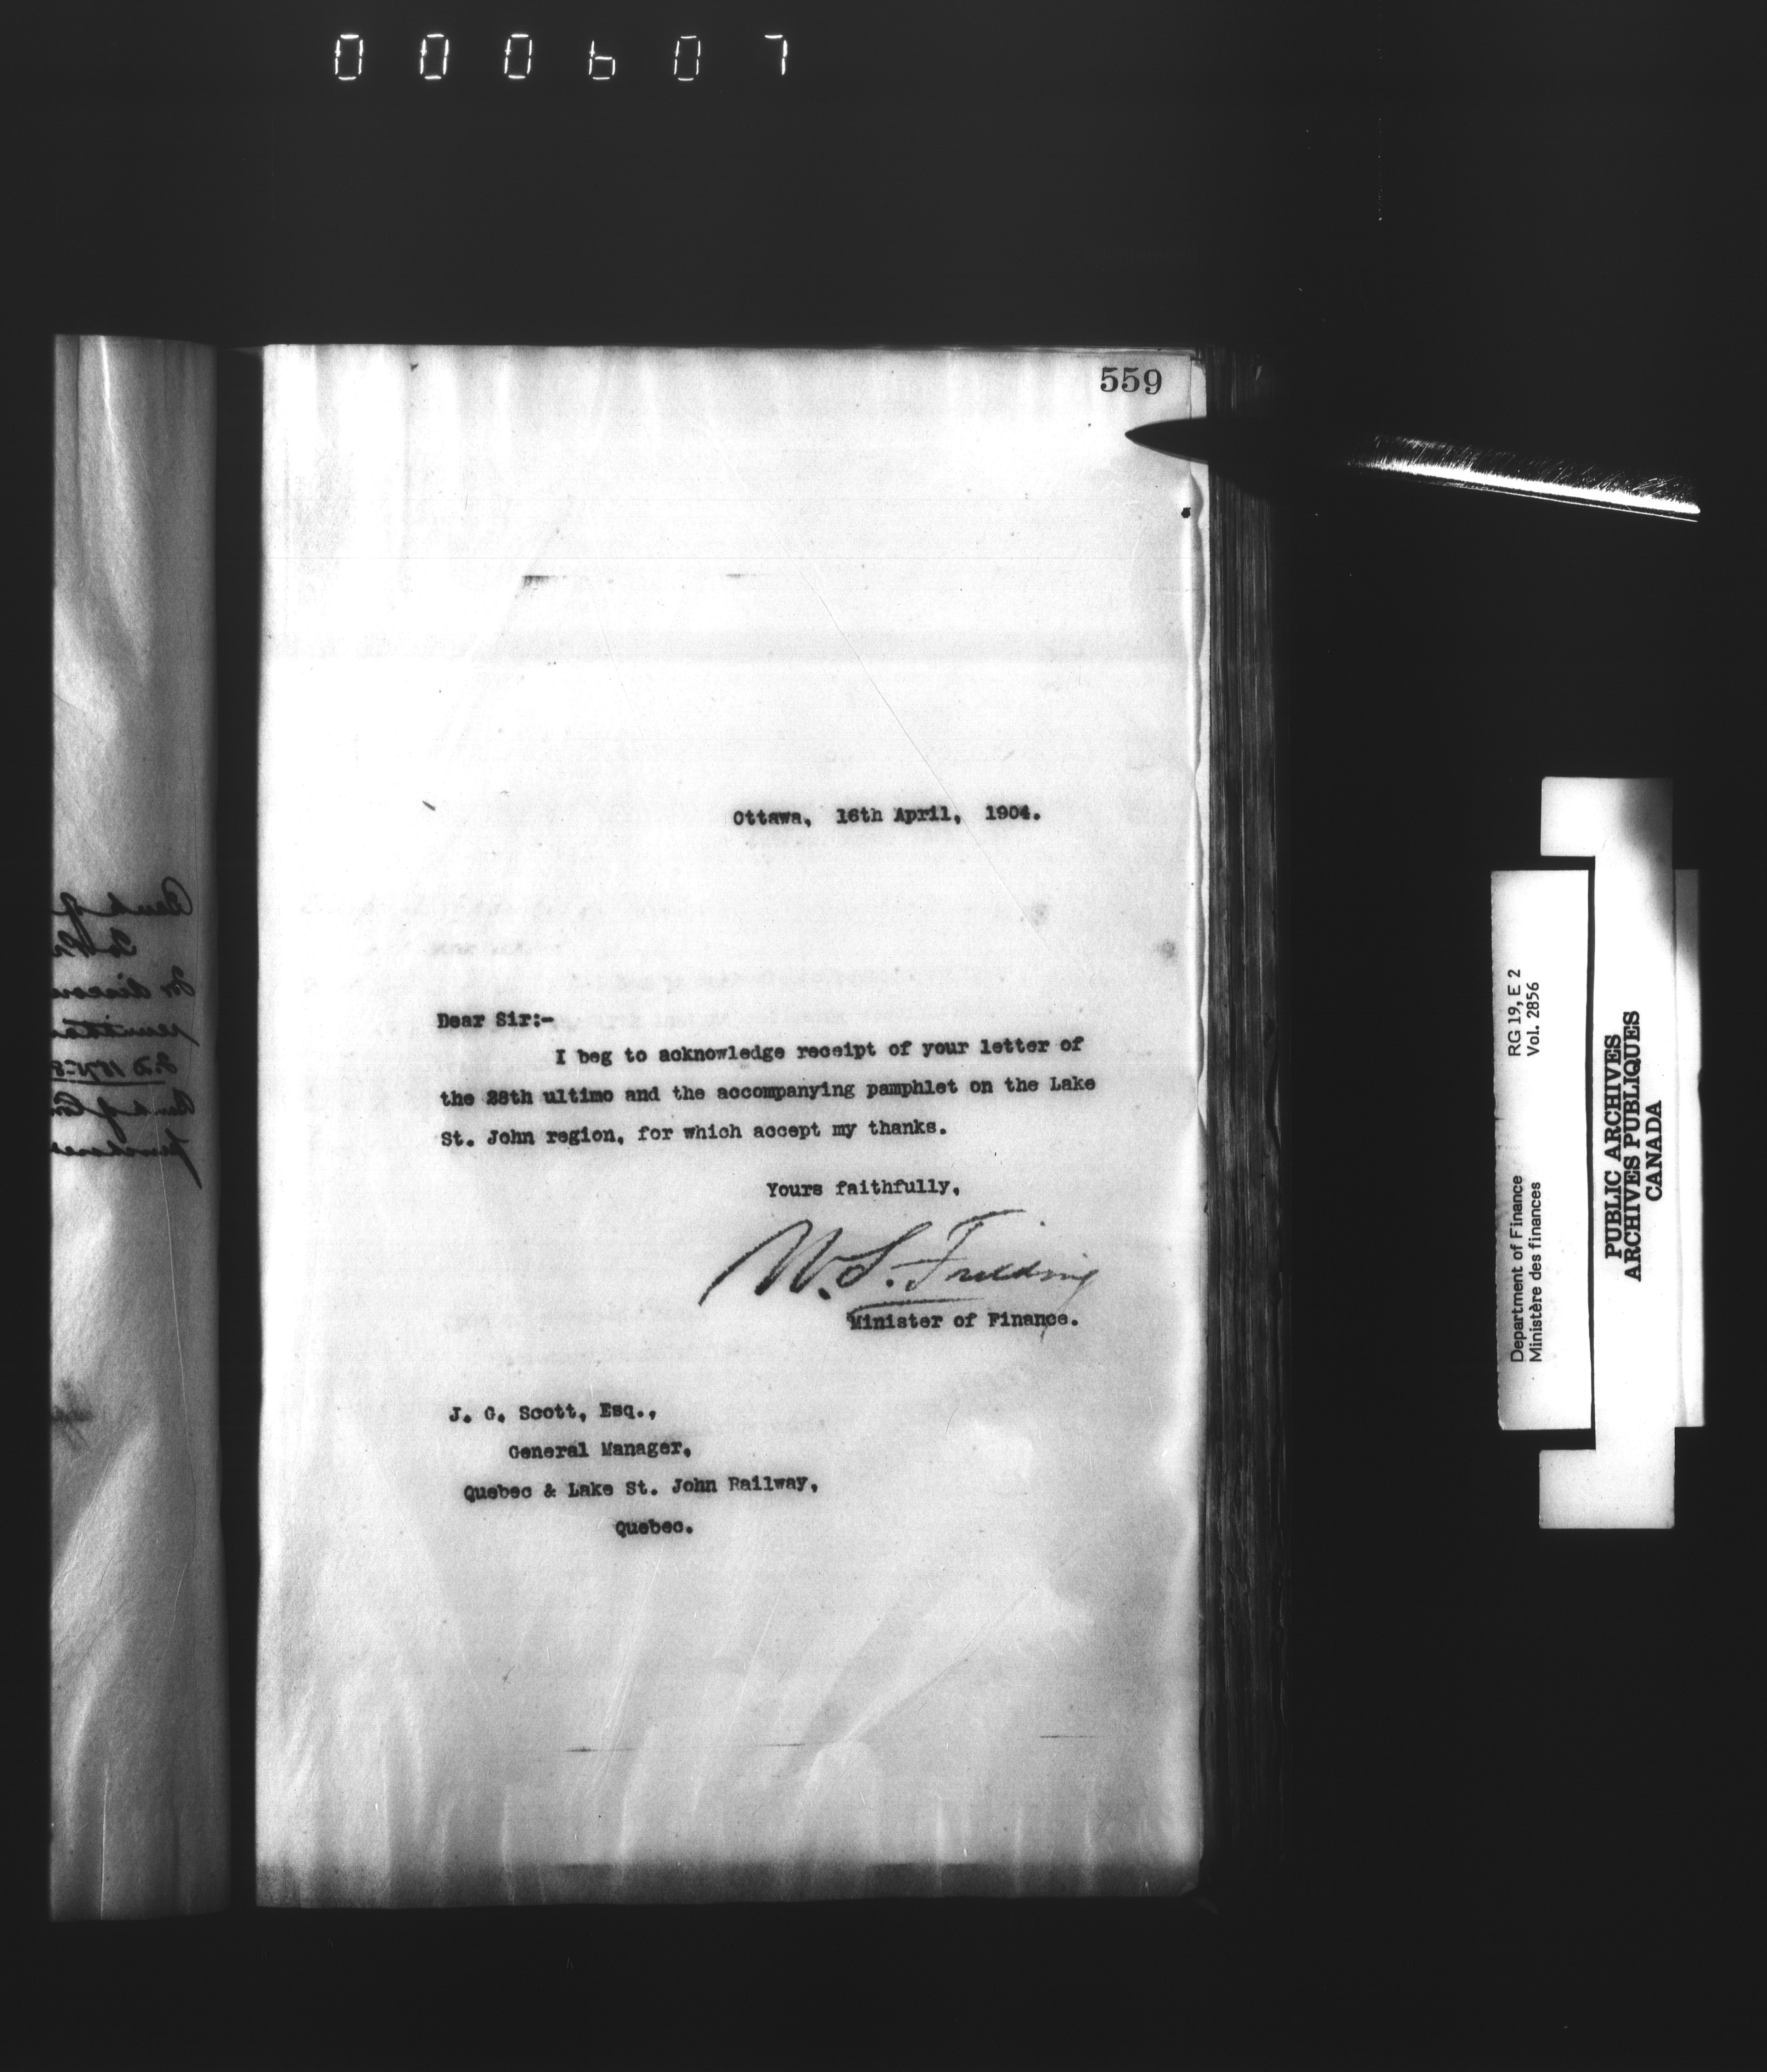 000607
559
Ottawa, 16th April, 1904.
Dear Sir:-
I beg to acknowledge receipt of your letter of
the 28th ultimo and the accompanying pamphlet on the Lake
St. John region, for which accept my thanks.
Yours faithfully,
W. S. Fielding
Minister of Finance.
J. G. Scott, Esq.,
General Manager,
Quebec & Lake St. John Railway,
Quebec.
Department of Finance RG 19, E 2
Ministère des finances Vol. 2856
PUBLIC ARCHIVES
ARCHIVES PUBLIQUES
CANADA